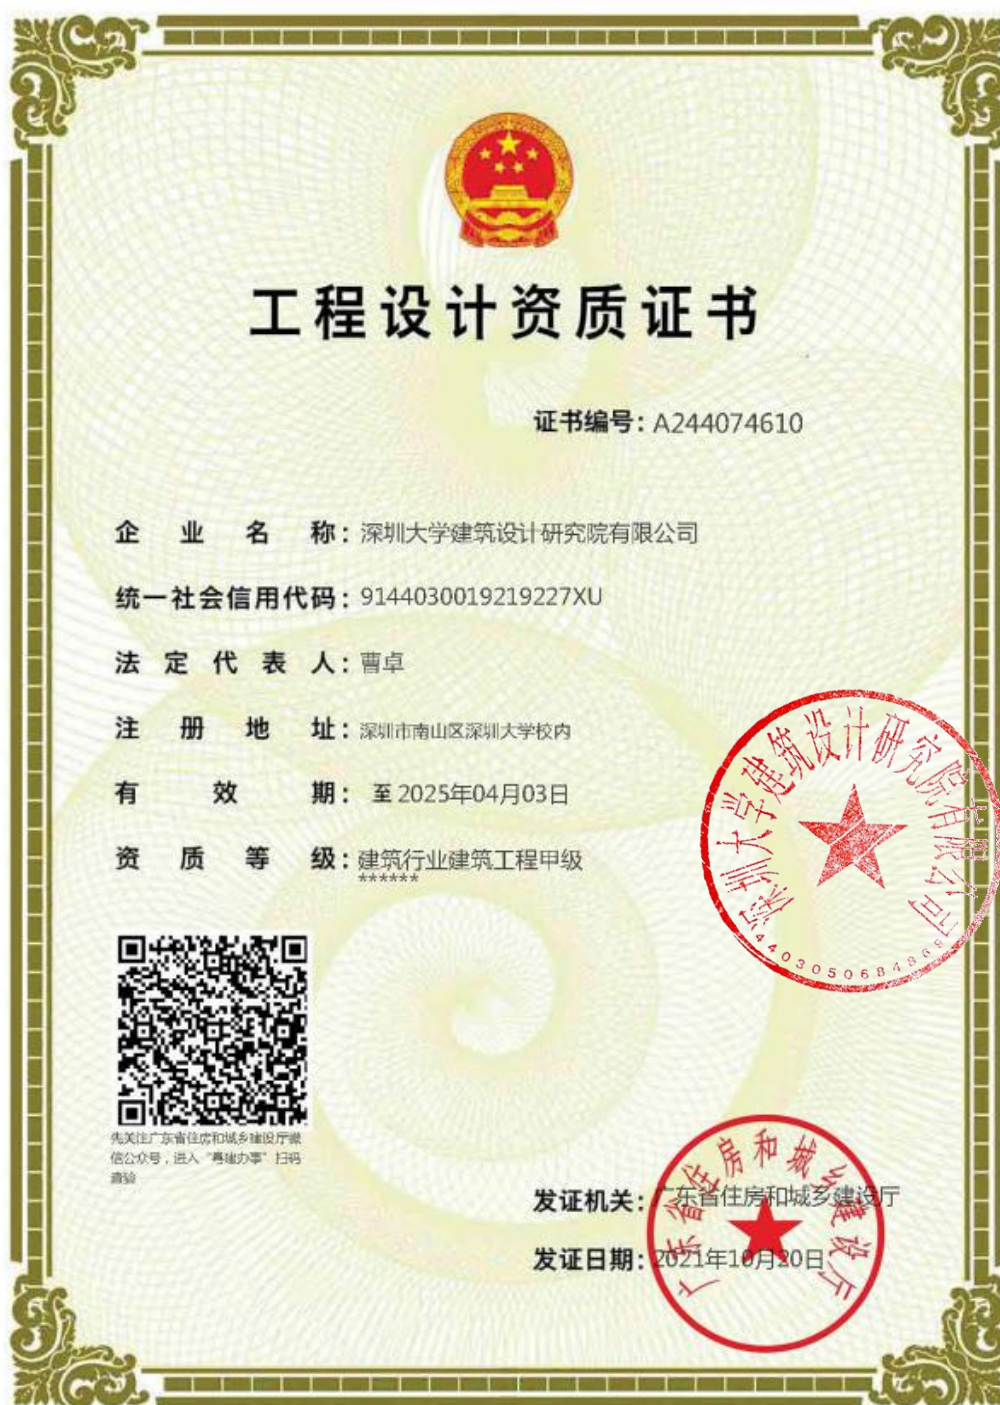 工程设计资质证书
证书编号：A244074610
企业名称：深圳大学建筑设计研究院有限公司
统一社会信用代码：9144030019219227XU
法定代表人：曹卓
注册地址：深圳市南山区深圳大学校内
有效期：至2025年04月03日
资质等级：建筑行业建筑工程甲级
******
深圳大学建筑设计研究院有限公司
4403050684869
先关注广东省住房和城乡建设厅微
信公众号，进入“粤建办事”扫码
查验
发证机关：广东省住房和城乡建设厅
发证日期：2021年10月20日
广东省住房和城乡建设厅